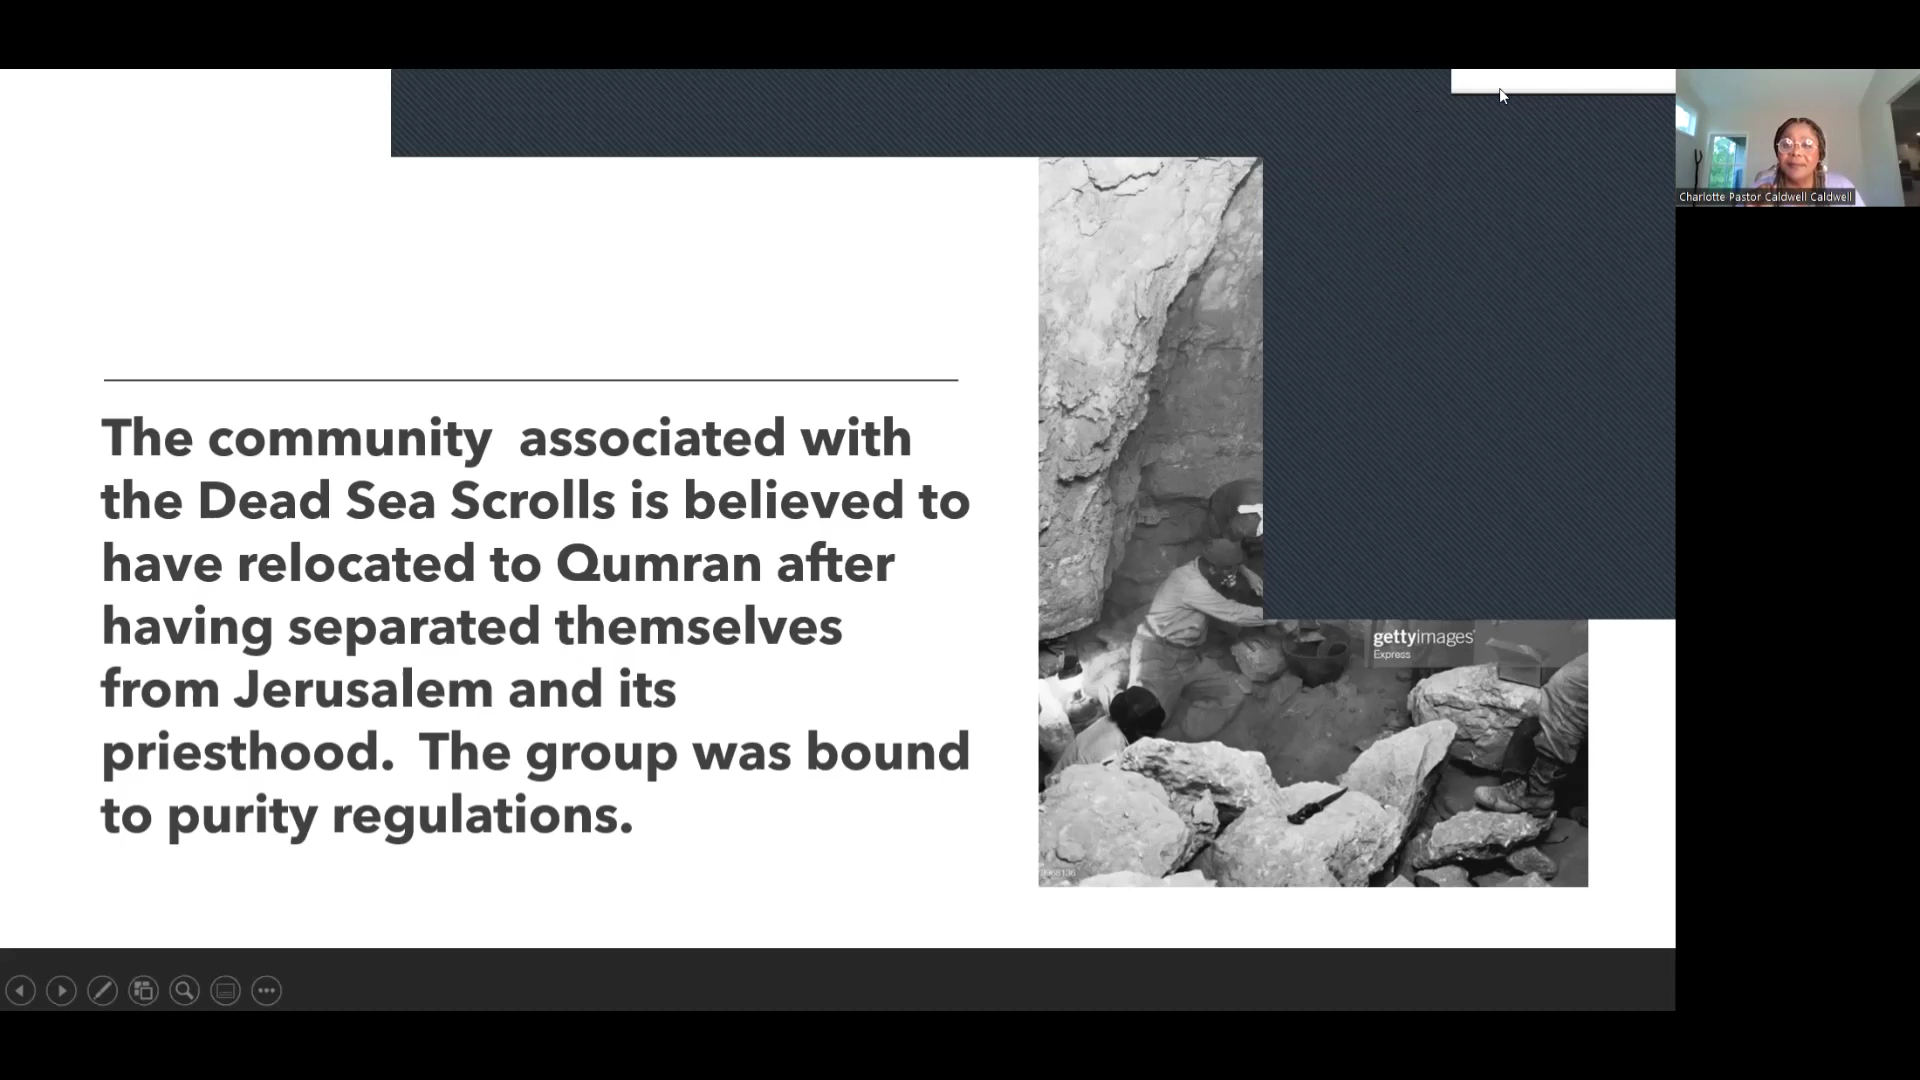 Charlotte Pastor Caldwell Caldwell
The community  associated with
the Dead Sea Scrolls is believed to
have relocated to Qumran after
having separated themselves
from Jerusalem and its
priesthood.  The group was bound
to purity regulations.
gettyimages
Express